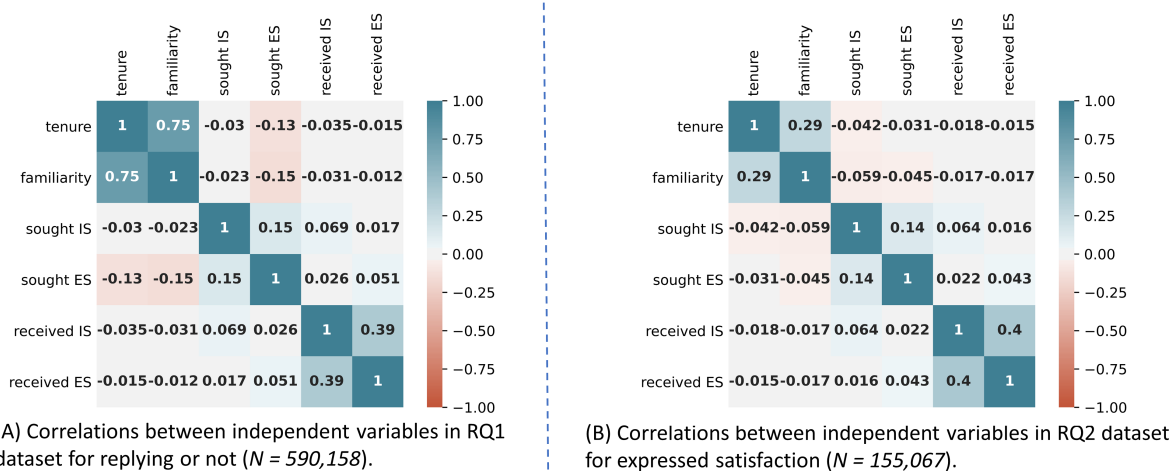 tenure
familiarity
sought IS
sought ES
received IS
received ES
tenure 1 0.75 -0.03 -0.13 -0.035 -0.015
familiarity 0.75 1 -0.023 -0.15 -0.031 -0.012
sought IS -0.03 -0.023 1 0.15 0.069 0.017
sought ES -0.13 -0.15 0.15 1 0.026 0.051
received IS -0.035 -0.031 0.069 0.026 1 0.39
received ES -0.015 -0.012 0.017 0.051 0.39 1
1.00
0.75
0.50
0.25
0.00
−0.25
−0.50
−0.75
−1.00
A) Correlations between independent variables in RQ1
dataset for replying or not (N = 590,158).
tenure
familiarity
sought IS
sought ES
received IS
received ES
tenure 1 0.29 -0.042 -0.031 -0.018 -0.015
familiarity 0.29 1 -0.059 -0.045 -0.017 -0.017
sought IS -0.042 -0.059 1 0.14 0.064 0.016
sought ES -0.031 -0.045 0.14 1 0.022 0.043
received IS -0.018 -0.017 0.064 0.022 1 0.4
received ES -0.015 -0.017 0.016 0.043 0.4 1
1.00
0.75
0.50
0.25
0.00
−0.25
−0.50
−0.75
−1.00
(B) Correlations between independent variables in RQ2 dataset
for expressed satisfaction (N = 155,067).